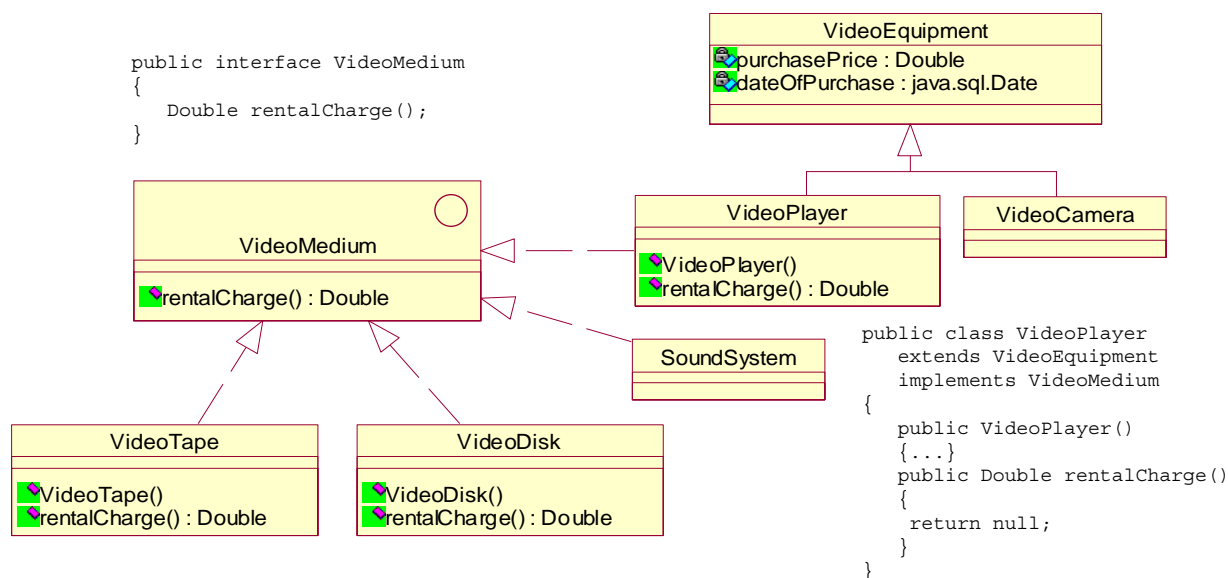 public interface VideoMedium
{
Double rentalCharge();
}
VideoEquipment
purchasePrice : Double
dateOfPurchase : java.sql.Date
VideoMedium
rentalCharge() : Double
VideoPlayer
VideoPlayer()
rentalCharge() : Double
VideoCamera
SoundSystem
VideoTape
VideoTape()
rentalCharge() : Double
VideoDisk
VideoDisk()
rentalCharge() : Double
public class VideoPlayer
extends VideoEquipment
implements VideoMedium
{
public VideoPlayer()
{...}
public Double rentalCharge()
{
return null;
}
}